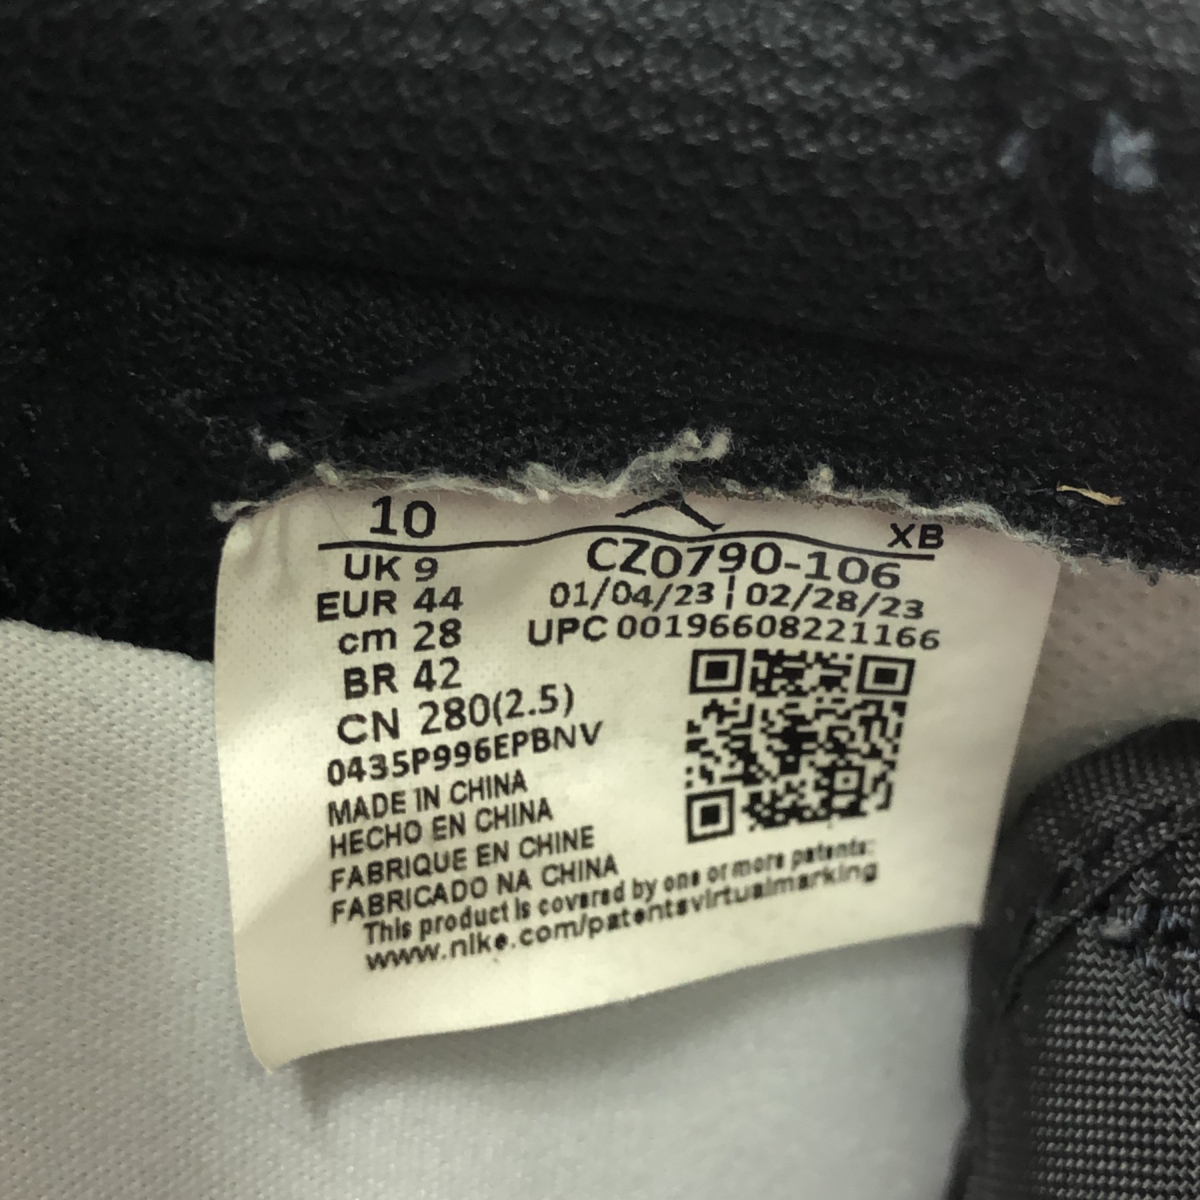 10
XB
UK 9
CZ0790-106
EUR 44
01/04/23 | 02/28/23
cm 28
UPC 00196608221166
BR 42
CN 280(2.5)
0435P996EPBNV
MADE IN CHINA
HECHO EN CHINA
FABRIQUE EN CHINE
FABRICADO NA CHINA
This product is covered by one or more patents:
www.nike.com/patentsvirtualmarking